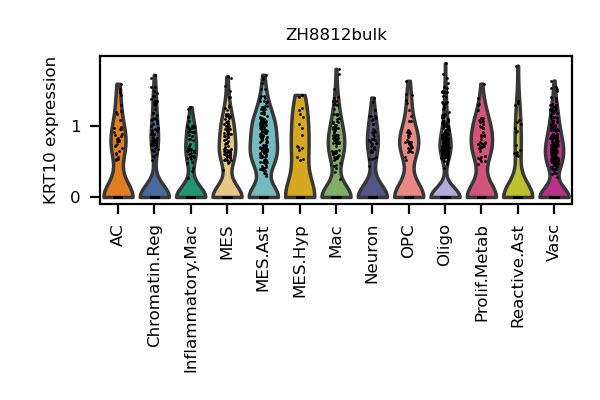 ZH8812bulk
KRT10 expression
1
0
AC
Chromatin.Reg
Inflammatory.Mac
MES
MES.Ast
MES.Hyp
Mac
Neuron
OPC
Oligo
Prolif.Metab
Reactive.Ast
Vasc